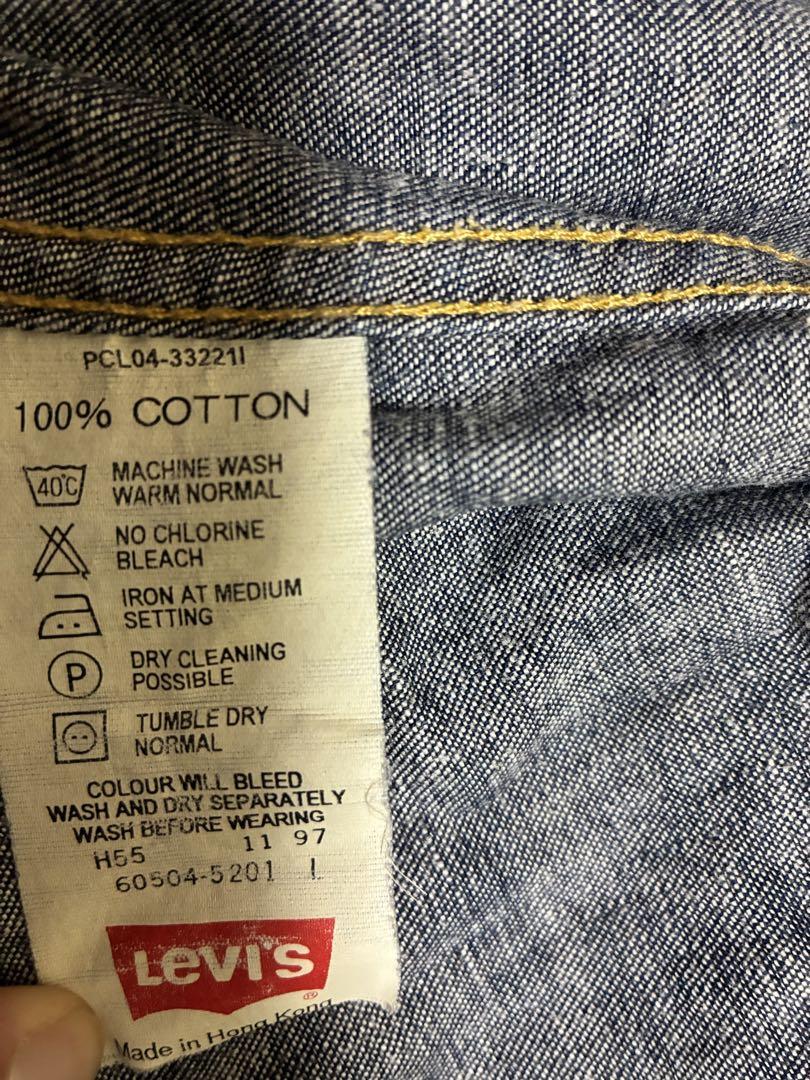 PCL04-33221I
100% COTTON
40°C MACHINE WASH
WARM NORMAL
NO CHLORINE
BLEACH
IRON AT MEDIUM
SETTING
P DRY CLEANING
POSSIBLE
TUMBLE DRY
NORMAL
COLOUR WILL BLEED
WASH AND DRY SEPARATELY
WASH BEFORE WEARING
H55 11 97
60504-5201 L
LEVI'S ®
Made in Hong Kong